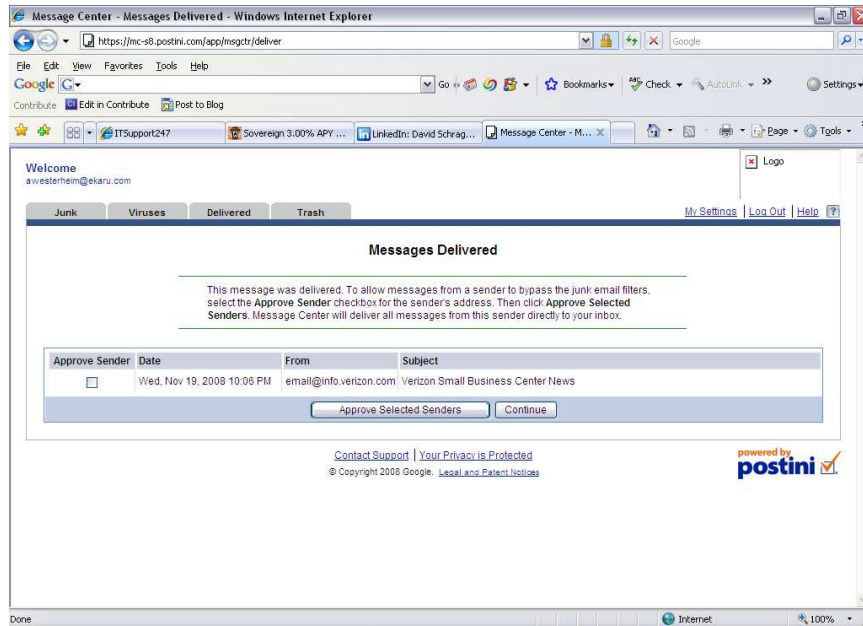 Message Center - Messages Delivered - Windows Internet Explorer
https://mc-s8.postini.com/app/msgctr/deliver
Google
File Edit View Favorites Tools Help
Google G Go Bookmarks ABC Check AutoLink >> Settings
Contribute Edit in Contribute Post to Blog
ITSupport247 Sovereign 3.00% APY ... LinkedIn: David Schrag... Message Center - M... X Page Tools
Welcome
awesterheim@ekaru.com
x Logo
Junk Viruses Delivered Trash My Settings | Log Out | Help ?
Messages Delivered
This message was delivered. To allow messages from a sender to bypass the junk email filters,
select the Approve Sender checkbox for the sender's address. Then click Approve Selected
Senders. Message Center will deliver all messages from this sender directly to your inbox.
Approve Sender Date From Subject
Wed, Nov 19, 2008 10:06 PM email@info.verizon.com Verizon Small Business Center News
Approve Selected Senders Continue
Contact Support | Your Privacy is Protected
© Copyright 2008 Google. Legal and Patent Notices
powered by
postini
Done Internet 100%